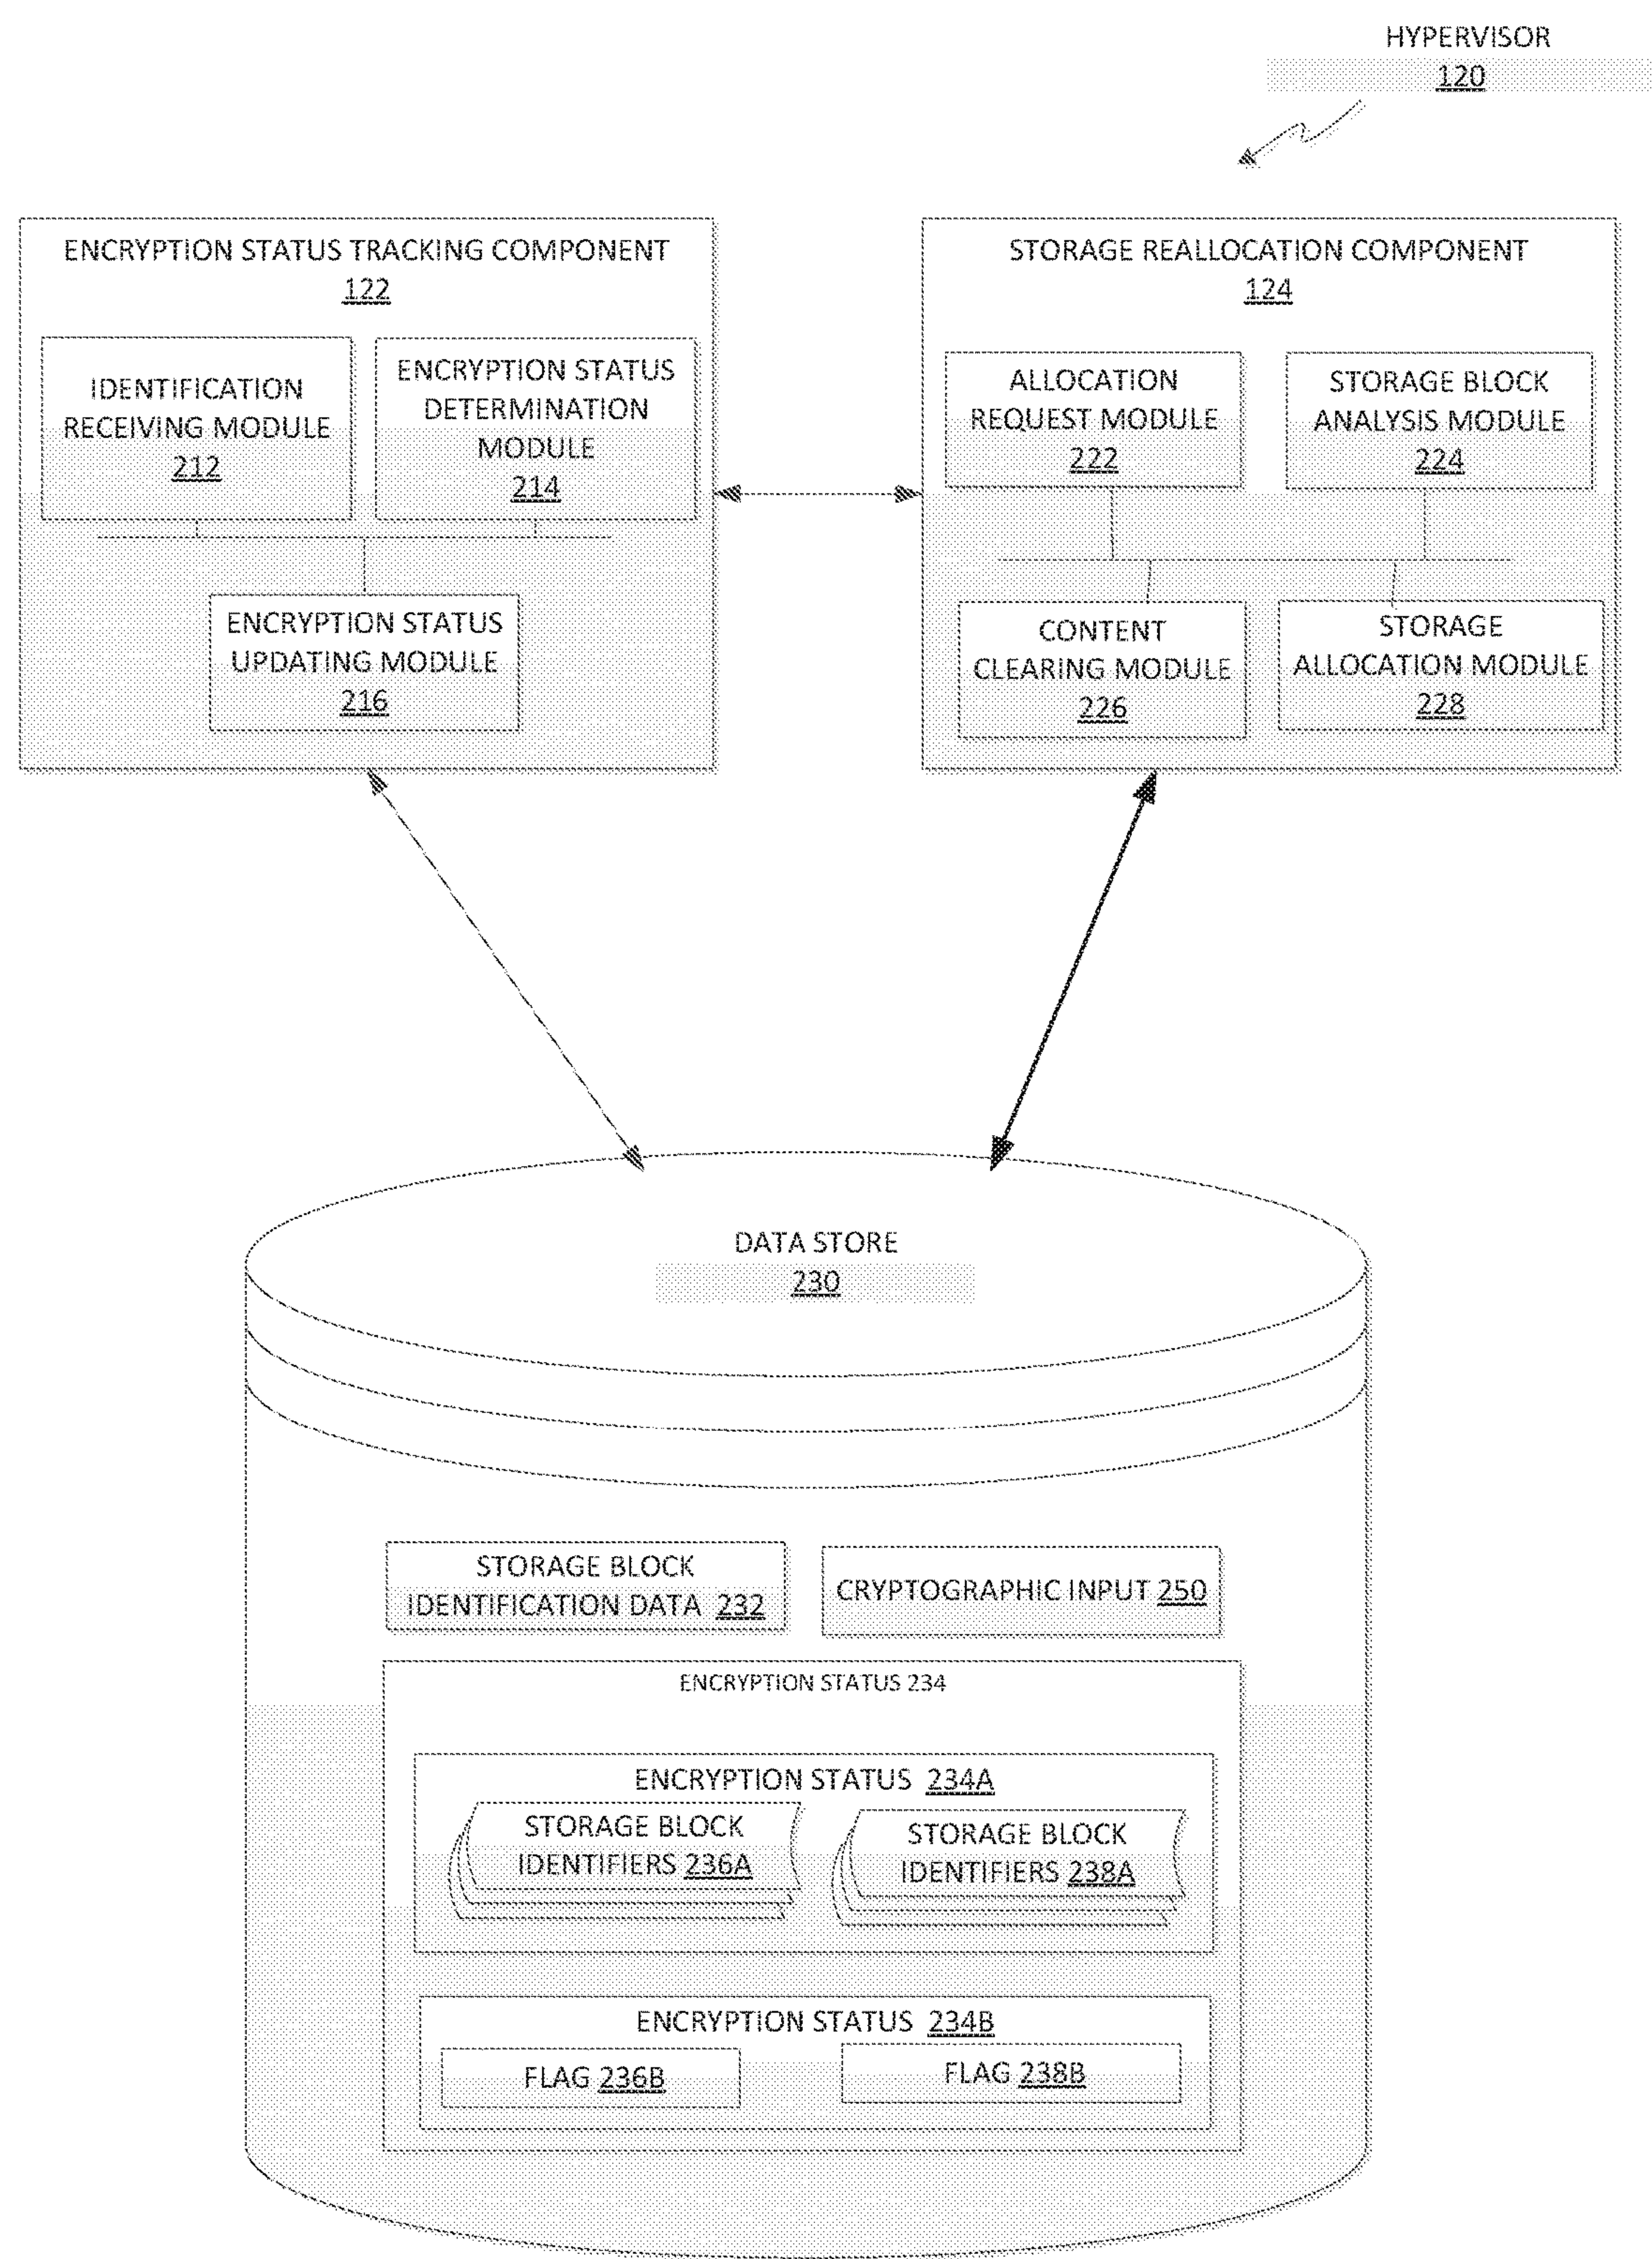 HYPERVISOR
120
ENCRYPTION STATUS TRACKING COMPONENT
122
IDENTIFICATION
RECEIVING MODULE
212
ENCRYPTION STATUS
DETERMINATION
MODULE
214
ENCRYPTION STATUS
UPDATING MODULE
216
STORAGE REALLOCATION COMPONENT
124
ALLOCATION
REQUEST MODULE
222
STORAGE BLOCK
ANALYSIS MODULE
224
CONTENT
CLEARING MODULE
226
STORAGE
ALLOCATION MODULE
228
DATA STORE
230
STORAGE BLOCK
IDENTIFICATION DATA 232
CRYPTOGRAPHIC INPUT 250
ENCRYPTION STATUS 234
ENCRYPTION STATUS 234A
STORAGE BLOCK
IDENTIFIERS 236A
STORAGE BLOCK
IDENTIFIERS 238A
ENCRYPTION STATUS 234B
FLAG 236B
FLAG 238B